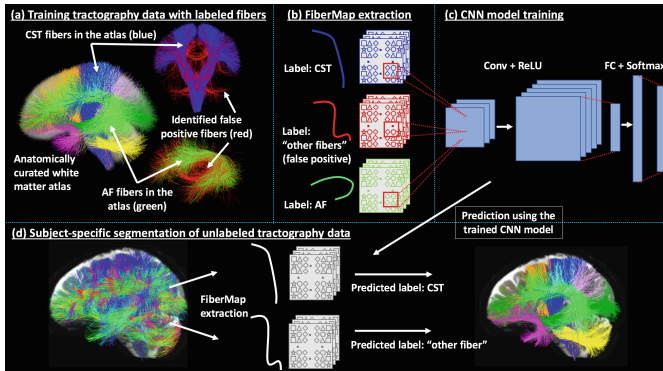 (a) Training tractography data with labeled fibers
CST fibers in the atlas (blue)
Identified false
positive fibers (red)
Anatomically
curated white
matter atlas
AF fibers in the
atlas (green)
(b) FiberMap extraction
Label: CST
Label:
“other fibers”
(false positive)
Label: AF
(c) CNN model training
Conv + ReLU
FC + Softmax
Prediction using the
trained CNN model
(d) Subject-specific segmentation of unlabeled tractography data
FiberMap
extraction
Predicted label: CST
Predicted label: “other fiber”